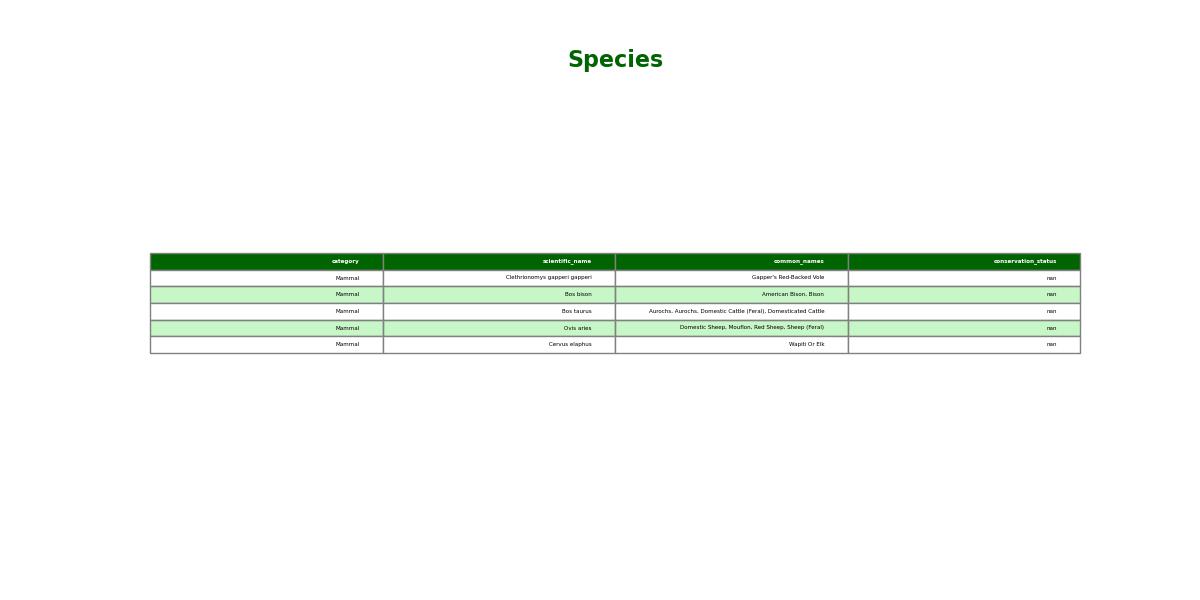 Species
category scientific_name common_names conservation_status
Mammal Clethrionomys gapperi gapperi Gapper's Red-Backed Vole nan
Mammal Bos bison American Bison, Bison nan
Mammal Bos taurus Aurochs, Aurochs, Domestic Cattle (Feral), Domesticated Cattle nan
Mammal Ovis aries Domestic Sheep, Mouflon, Red Sheep, Sheep (Feral) nan
Mammal Cervus elaphus Wapiti Or Elk nan